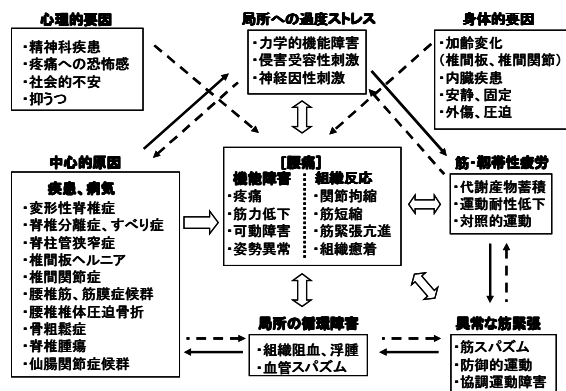 心理的要因
・精神科疾患
・疼痛への恐怖感
・社会的不安
・抑うつ
局所への過度ストレス
・力学的機能障害
・侵害受容性刺激
・神経因性刺激
身体的要因
・加齢変化
(椎間板、椎間関節)
・内臓疾患
・安静、固定
・外傷、圧迫
中心的原因
疾患、病気
・変形性脊椎症
・脊椎分離症、すべり症
・脊柱管狭窄症
・椎間板ヘルニア
・椎間関節症
・腰椎筋、筋膜症候群
・腰椎椎体圧迫骨折
・骨粗鬆症
・脊椎腫瘍
・仙腸関節症候群
[腰痛]
機能障害
・疼痛
・筋力低下
・可動障害
・姿勢異常
組織反応
・関節拘縮
・筋短縮
・筋緊張亢進
・組織癒着
筋・靭帯性疲労
・代謝産物蓄積
・運動耐性低下
・対照的運動
局所の循環障害
・組織阻血、浮腫
・血管スパズム
異常な筋緊張
・筋スパズム
・防御的運動
・協調運動障害